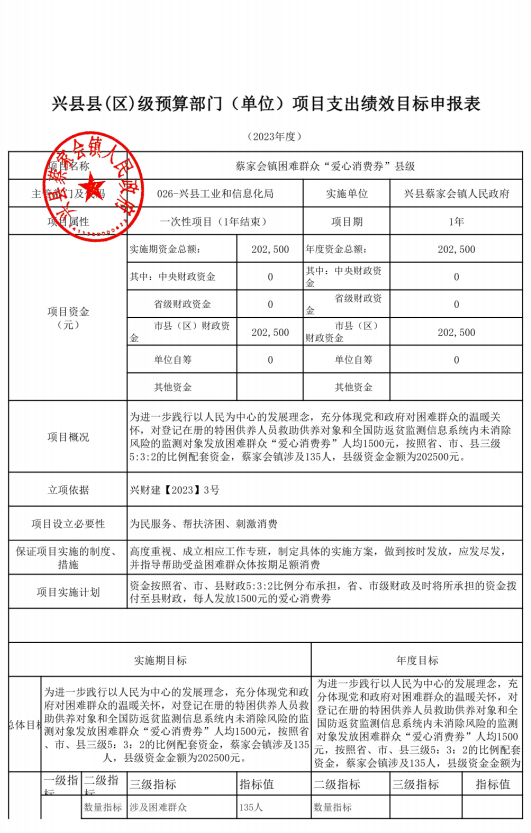 兴县县(区)级预算部门（单位）项目支出绩效目标申报表
（2023年度）
项目名称 蔡家会镇困难群众“爱心消费券”县级
主管 026-兴县工业和信息化局 实施单位 兴县蔡家会镇人民政府
项目属性 一次性项目（1年结束） 项目期 1年
项目资金
（元）
实施期资金总额： 202,500 年度资金总额： 202,500
其中：中央财政资金 0 其中：中央财政资
金 0
省级财政资金 0 省级财政资
金 0
市县（区）财政资
金 202,500 市县（区）
财政资金 202,500
单位自筹 0 单位自筹 0
其他资金 其他资金
项目概况
为进一步践行以人民为中心的发展理念，充分体现党和政府对困难群众的温暖关
怀，对登记在册的特困供养人员救助供养对象和全国防返贫监测信息系统内未消除
风险的监测对象发放困难群众“爱心消费券”人均1500元，按照省、市、县三级
5:3:2的比例配套资金，蔡家会镇涉及135人，县级资金金额为202500元。
立项依据 兴财建【2023】3号
项目设立必要性 为民服务、帮扶济困、刺激消费
保证项目实施的制度、
措施
高度重视、成立相应工作专班，制定具体的实施方案，做到按时发放，应发尽发，
并指导帮助受益困难群众体按期足额消费
项目实施计划
资金按照省、市、县财政5:3:2比例分布承担，省、市级财政及时将所承担的资金拨
付至县财政，每人发放1500元的爱心消费券
实施期目标 年度目标
总体目标
为进一步践行以人民为中心的发展理念，充分体现党和政
府对困难群众的温暖关怀，对登记在册的特困供养人员救
助供养对象和全国防返贫监测信息系统内未消除风险的监
测对象发放困难群众“爱心消费券”人均1500元，按照省
、市、县三级5：3：2的比例配套资金，蔡家会镇涉及135
人，县级资金金额为202500元。
为进一步践行以人民为中心的发展理念，充
分体现党和政府对困难群众的温暖关怀，对
登记在册的特困供养人员救助供养对象和全
国防返贫监测信息系统内未消除风险的监测
对象发放困难群众“爱心消费券”人均1500
元，按照省、市、县三级5：3：2的比例配套
资金，蔡家会镇涉及135人，县级资金金额为
一级指
标 二级指
标 三级指标 指标值 二级指标 三级指标 指标值
数量指标 涉及困难群众 135人 数量指标
兴县蔡家会镇人民政府